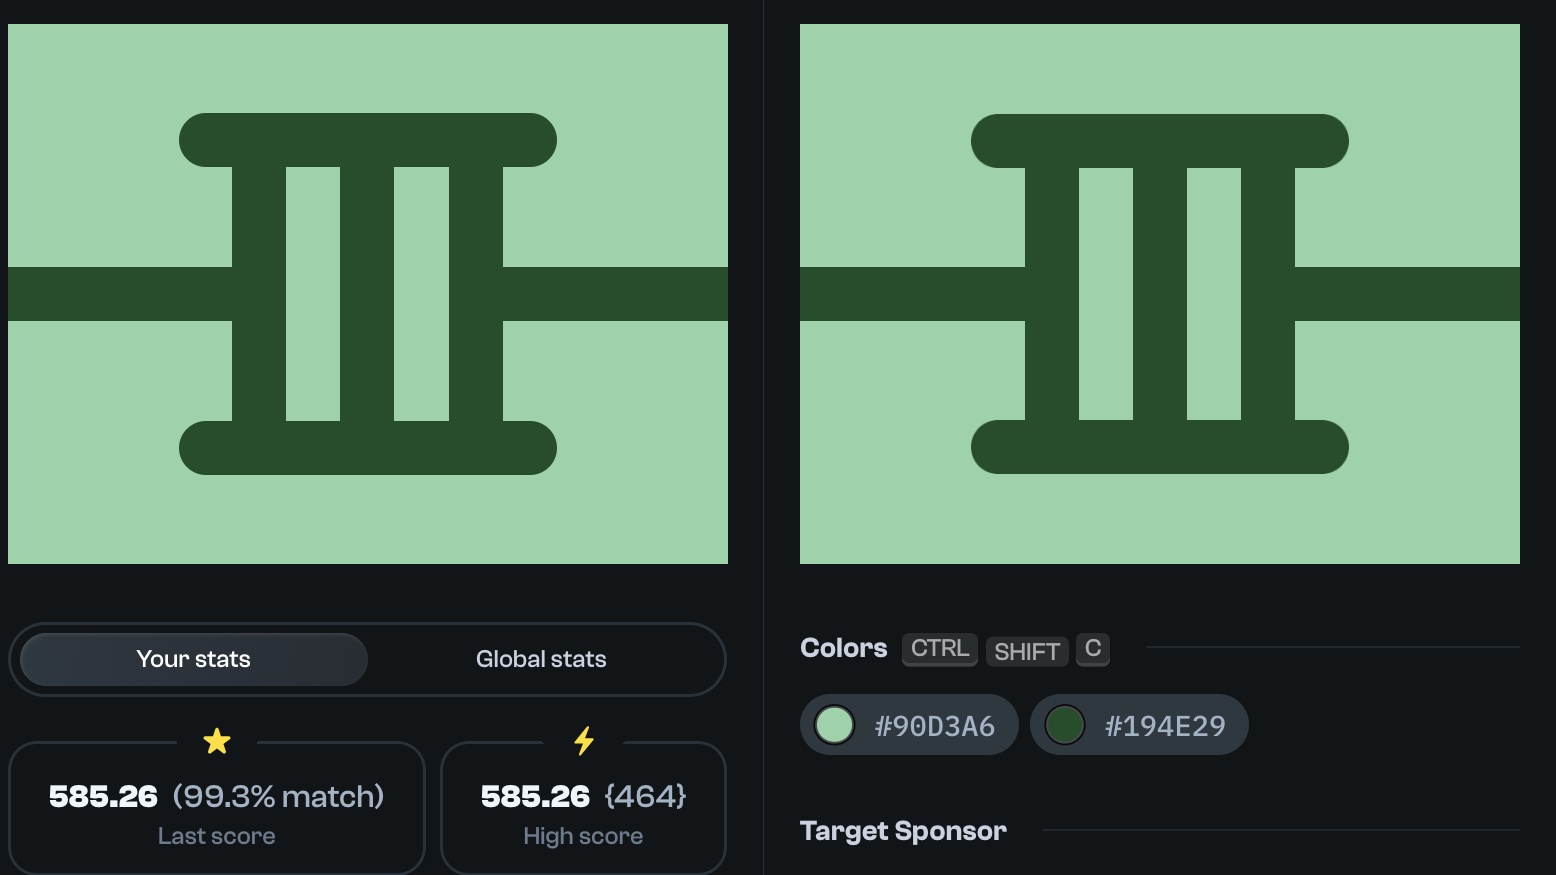 Your stats
Global stats
585.26 (99.3% match)
Last score
585.26 {464}
High score
Colors CTRL SHIFT C
#90D3A6
#194E29
Target Sponsor